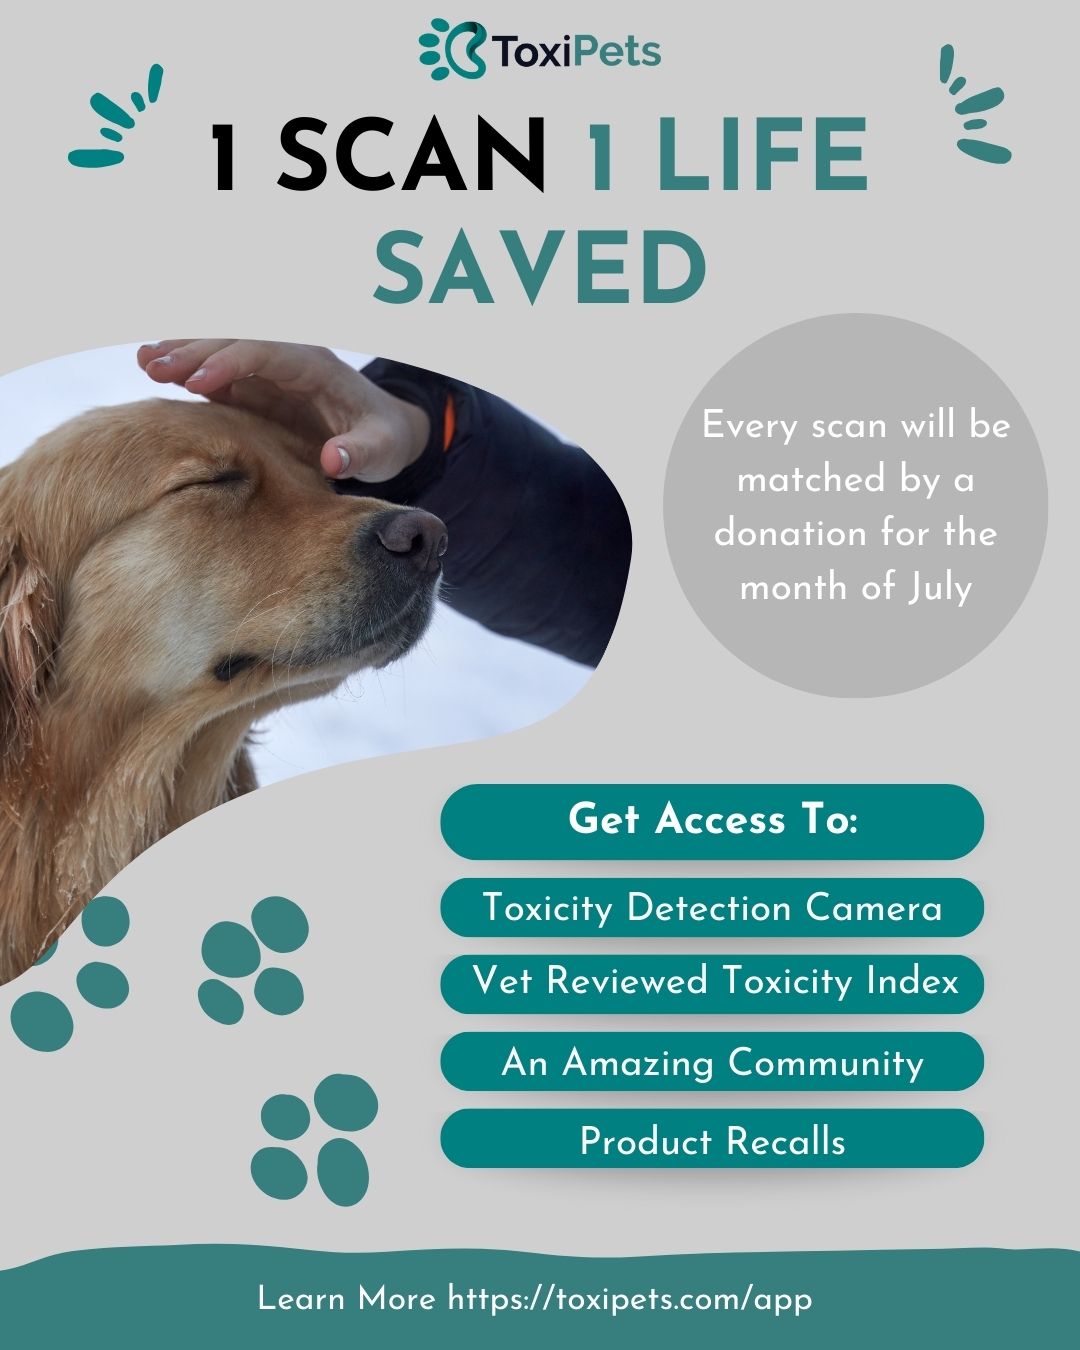 ToxiPets
1 SCAN 1 LIFE
SAVED
Every scan will be
matched by a
donation for the
month of July
Get Access To:
Toxicity Detection Camera
Vet Reviewed Toxicity Index
An Amazing Community
Product Recalls
Learn More https://toxipets.com/app